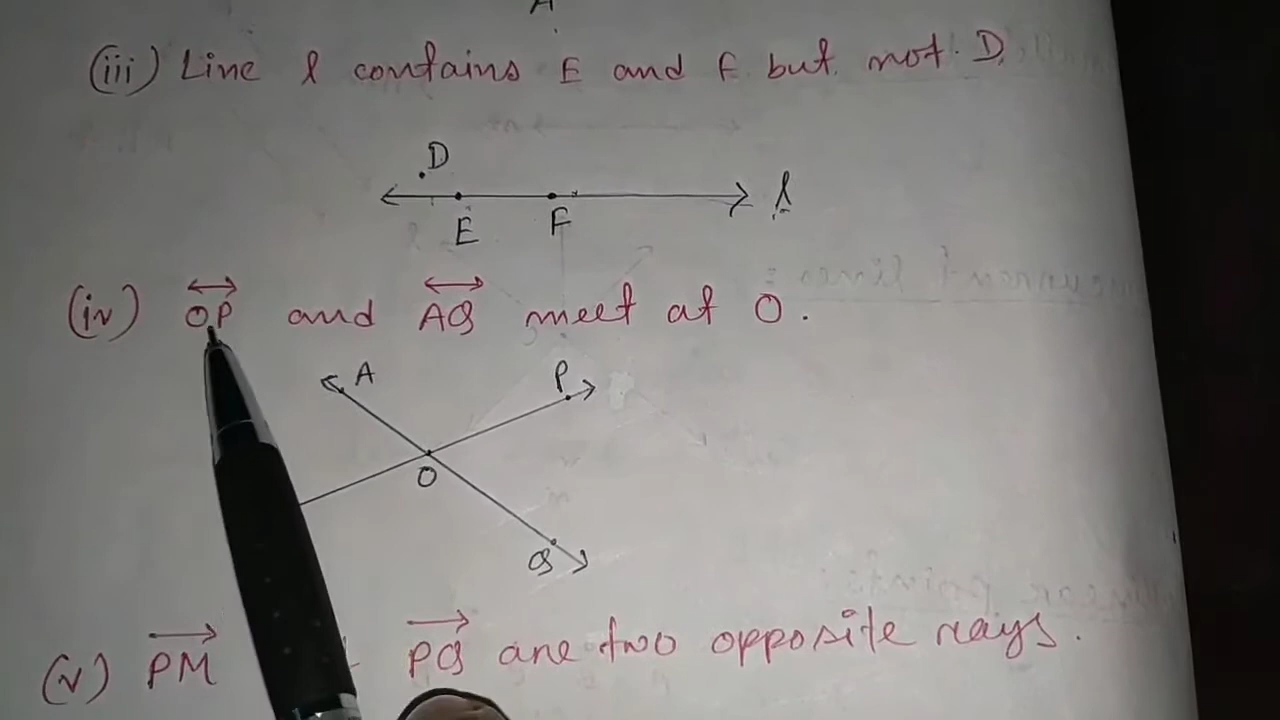 A
(iii) Line l contains E and F but not D.
.D
E F l
(iv) OP and AQ meet at O.
A P
O
Q
(v) PM PQ are two opposite rays.